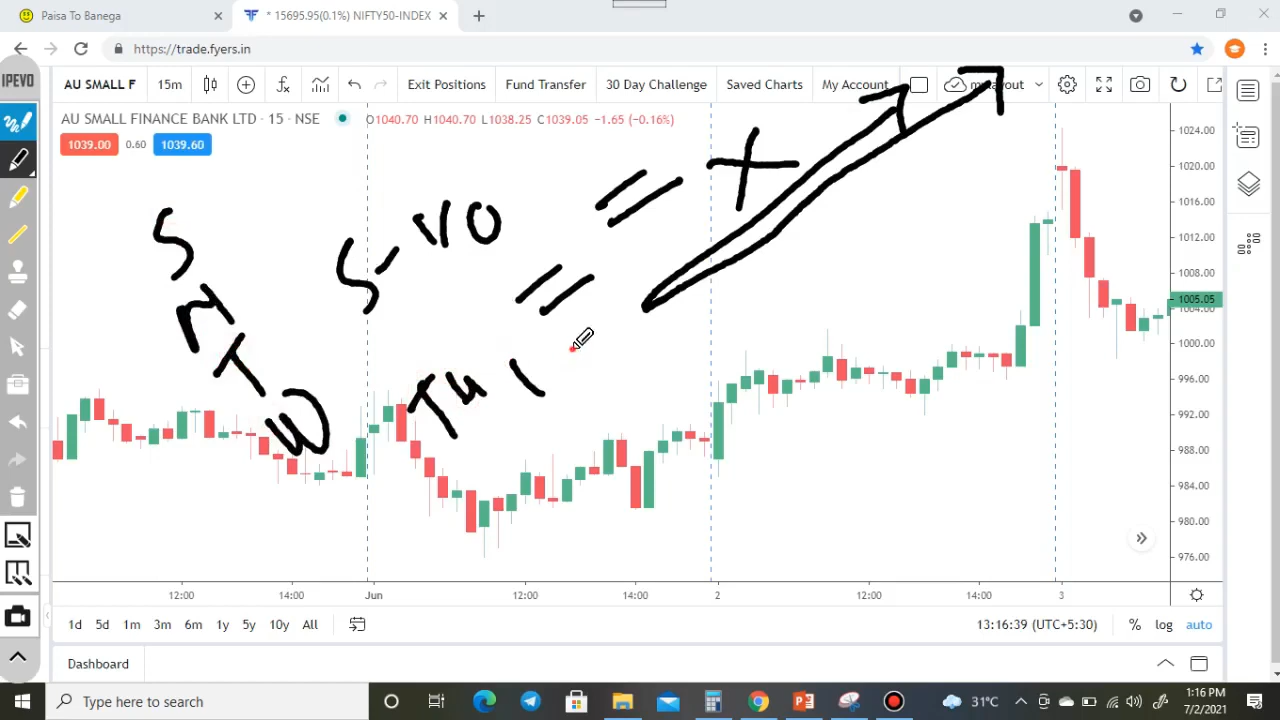 Paisa To Banega
* 15695.95(0.1%) NIFTY50-INDEX
https://trade.fyers.in
IPEVO
AU SMALL F 15m Exit Positions Fund Transfer 30 Day Challenge Saved Charts My Account
AU SMALL FINANCE BANK LTD · 15 · NSE O1040.70 H1040.70 L1038.25 C1039.05 −1.65 (−0.16%)
1039.00 0.60 1039.60
1024.00
1020.00
1016.00
1012.00
1008.00
1005.05
1004.00
1000.00
996.00
992.00
988.00
984.00
980.00
976.00
12:00 14:00 Jun 12:00 14:00 2 12:00 14:00 3
1d 5d 1m 3m 6m 1y 5y 10y All 13:16:39 (UTC+5:30) % log auto
Dashboard
Type here to search 31°C 1:16 PM
7/2/2021